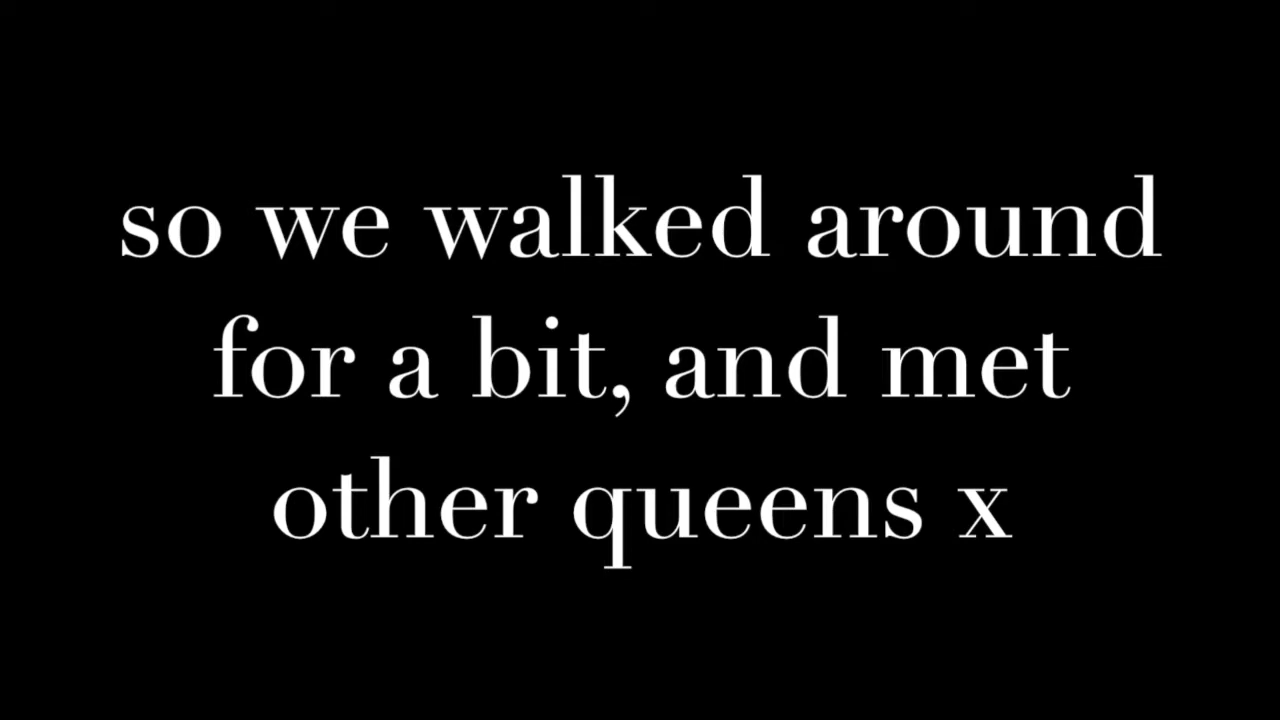 so we walked around
for a bit, and met
other queens x